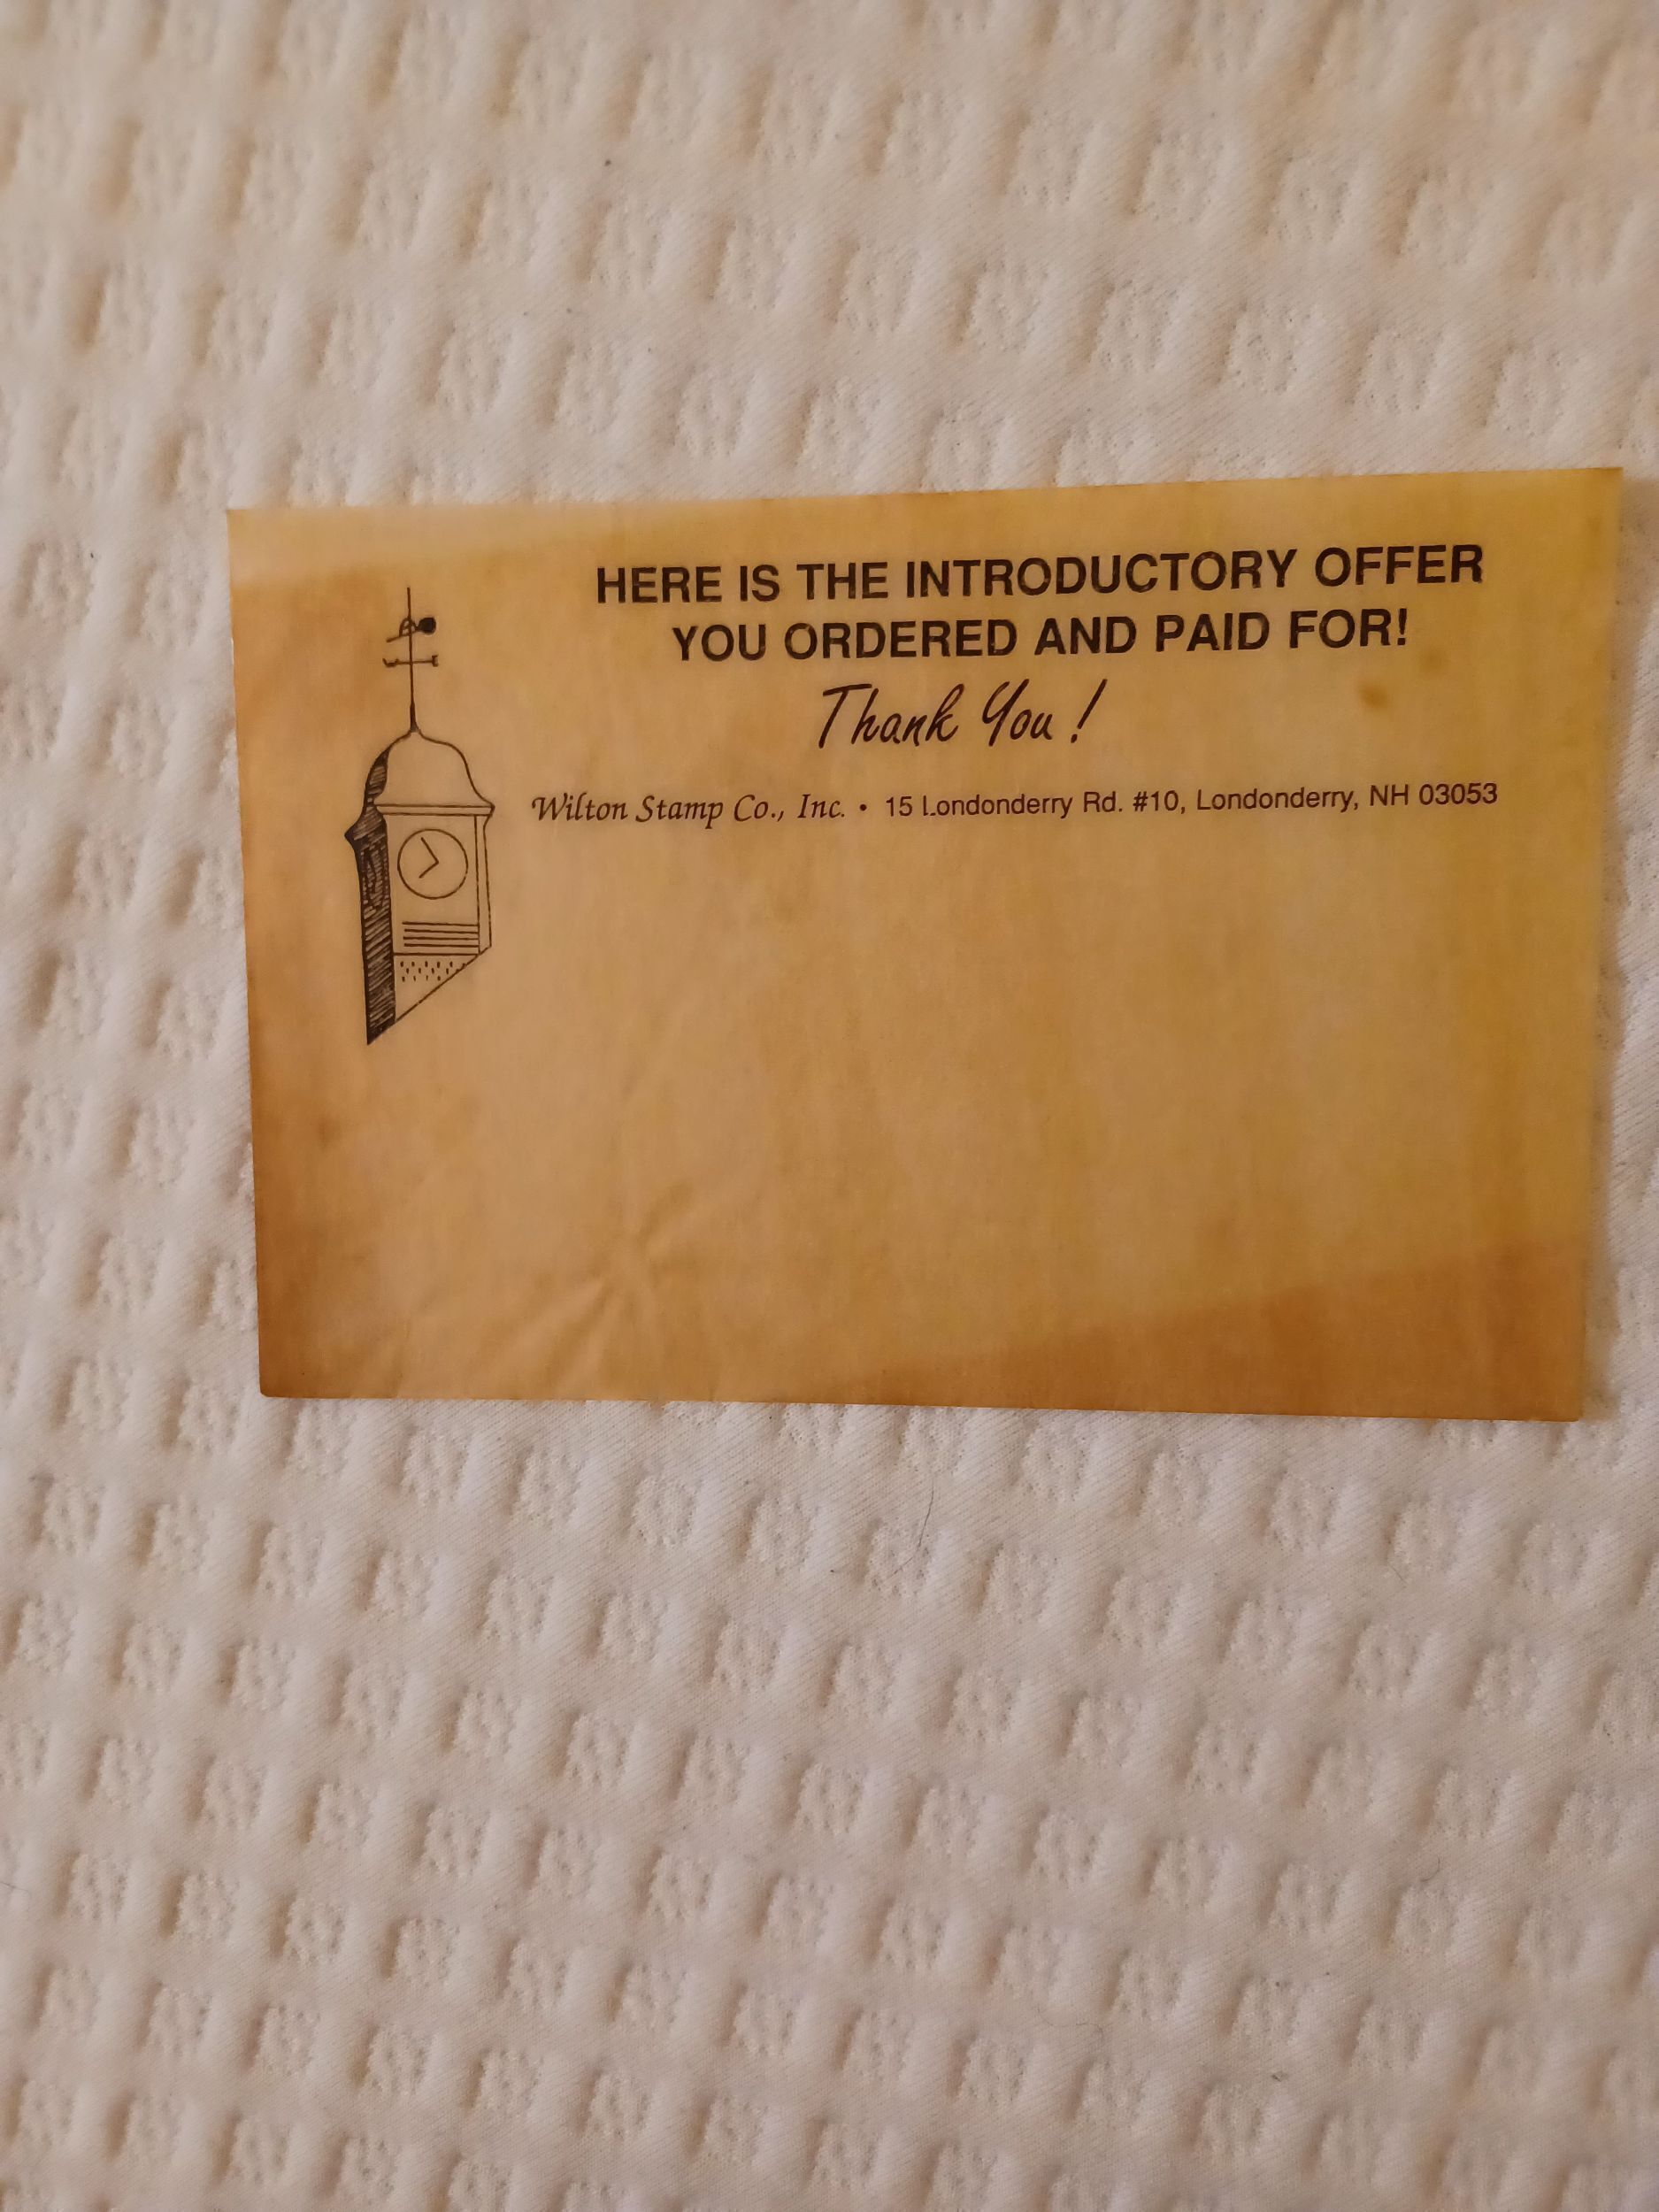 HERE IS THE INTRODUCTORY OFFER
YOU ORDERED AND PAID FOR!
Thank You!
Wilton Stamp Co., Inc. • 15 Londonderry Rd. #10, Londonderry, NH 03053